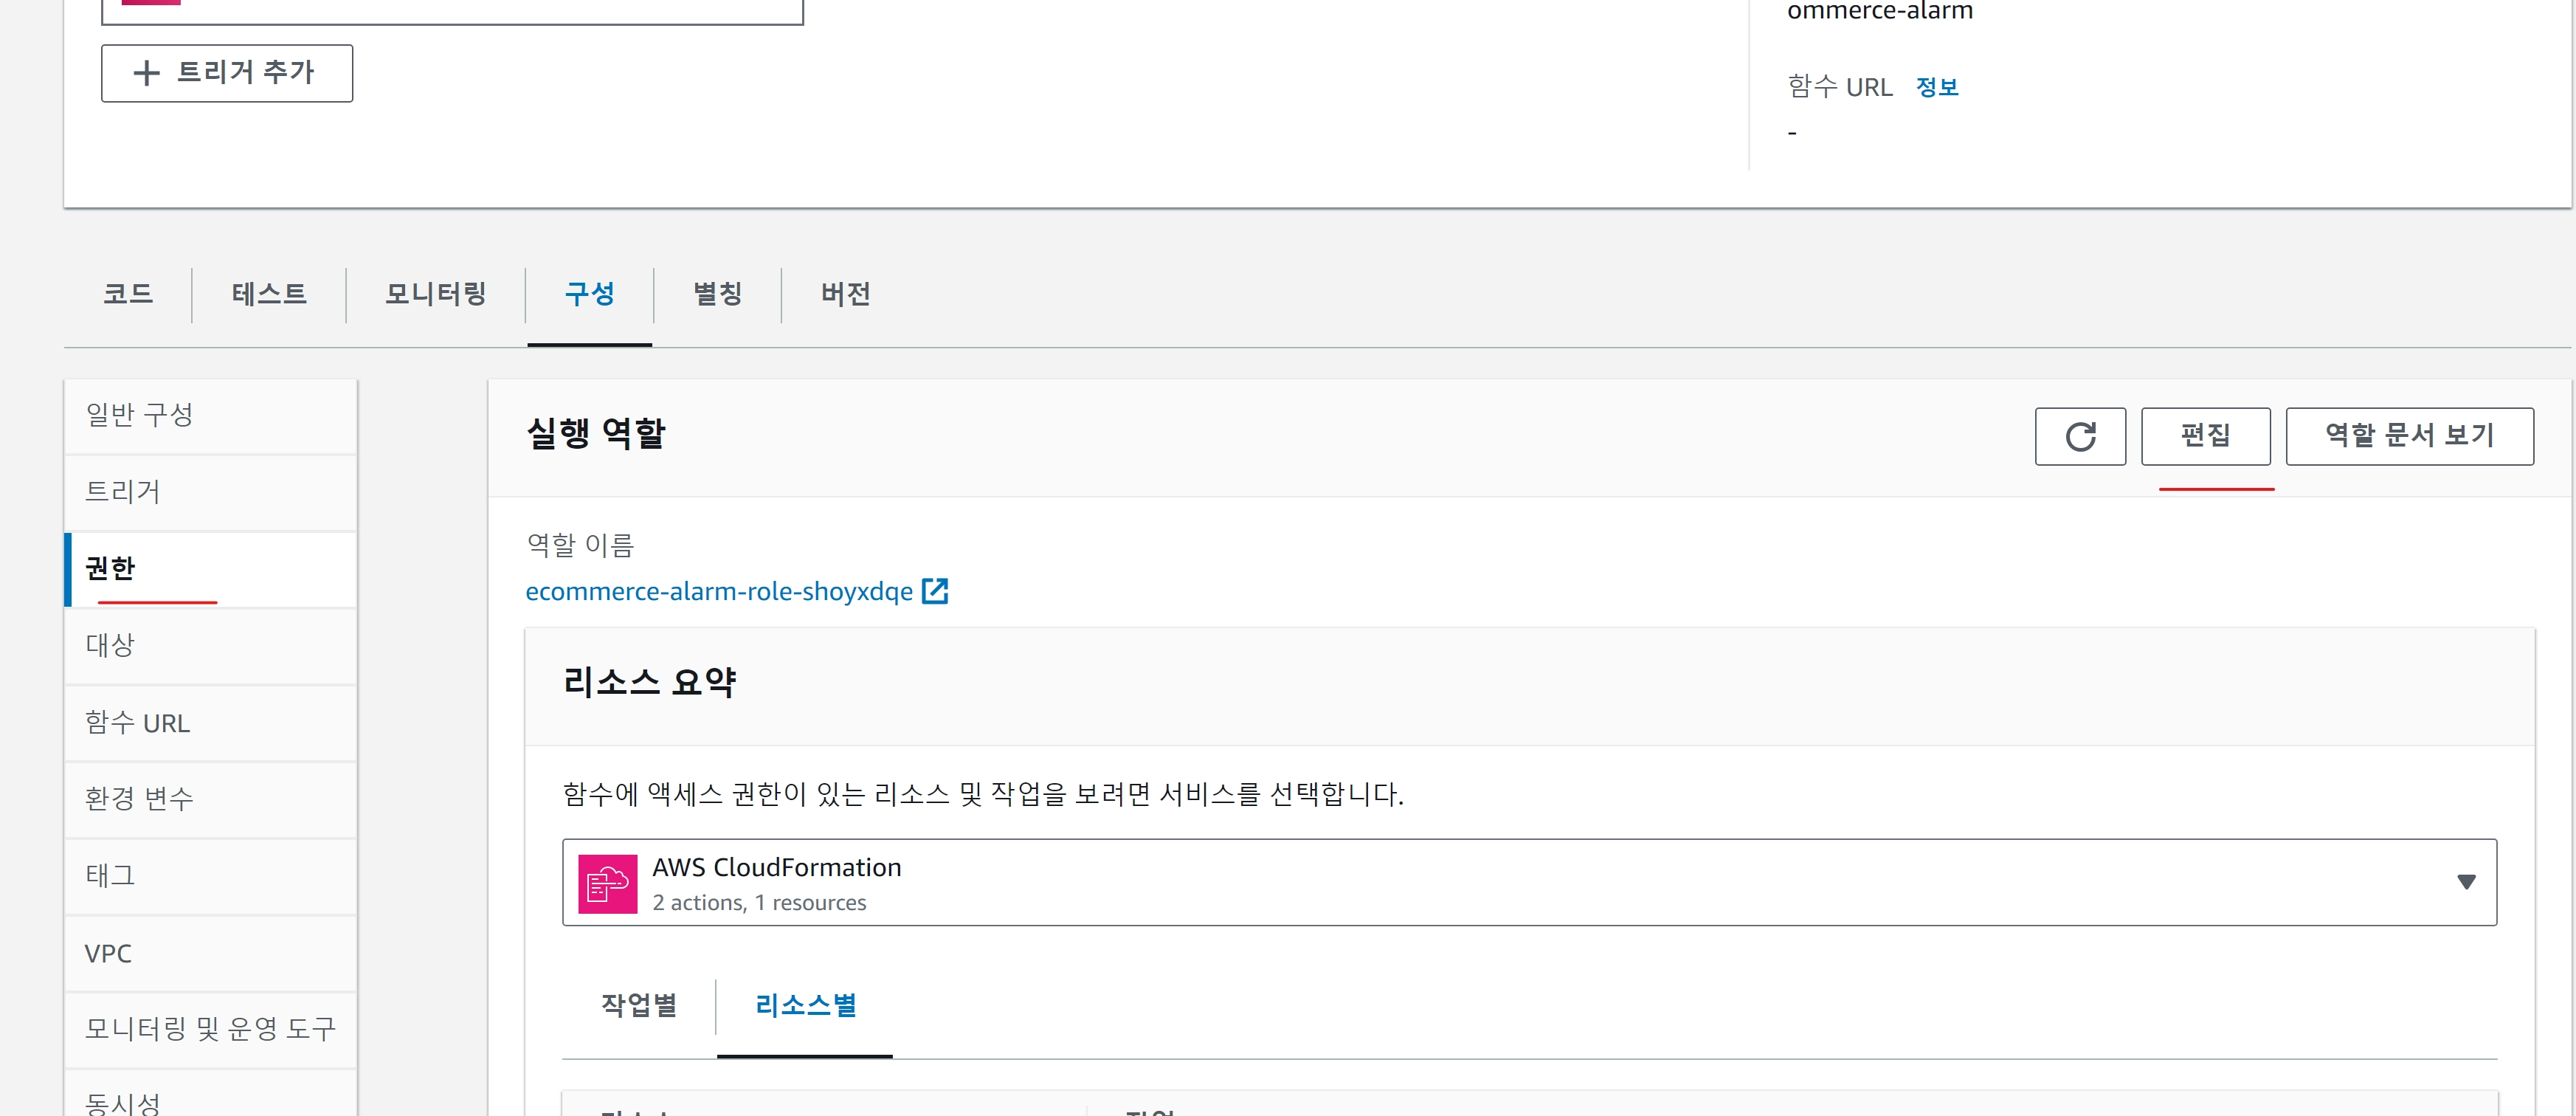 ommerce-alarm
트리거 추가
함수 URL 정보
-
코드 테스트 모니터링 구성 별칭 버전
일반 구성
트리거
권한
대상
함수 URL
환경 변수
태그
VPC
모니터링 및 운영 도구
동시성
실행 역할
편집 역할 문서 보기
역할 이름
ecommerce-alarm-role-shoyxdqe
리소스 요약
함수에 액세스 권한이 있는 리소스 및 작업을 보려면 서비스를 선택합니다.
AWS CloudFormation
2 actions, 1 resources
작업별 리소스별